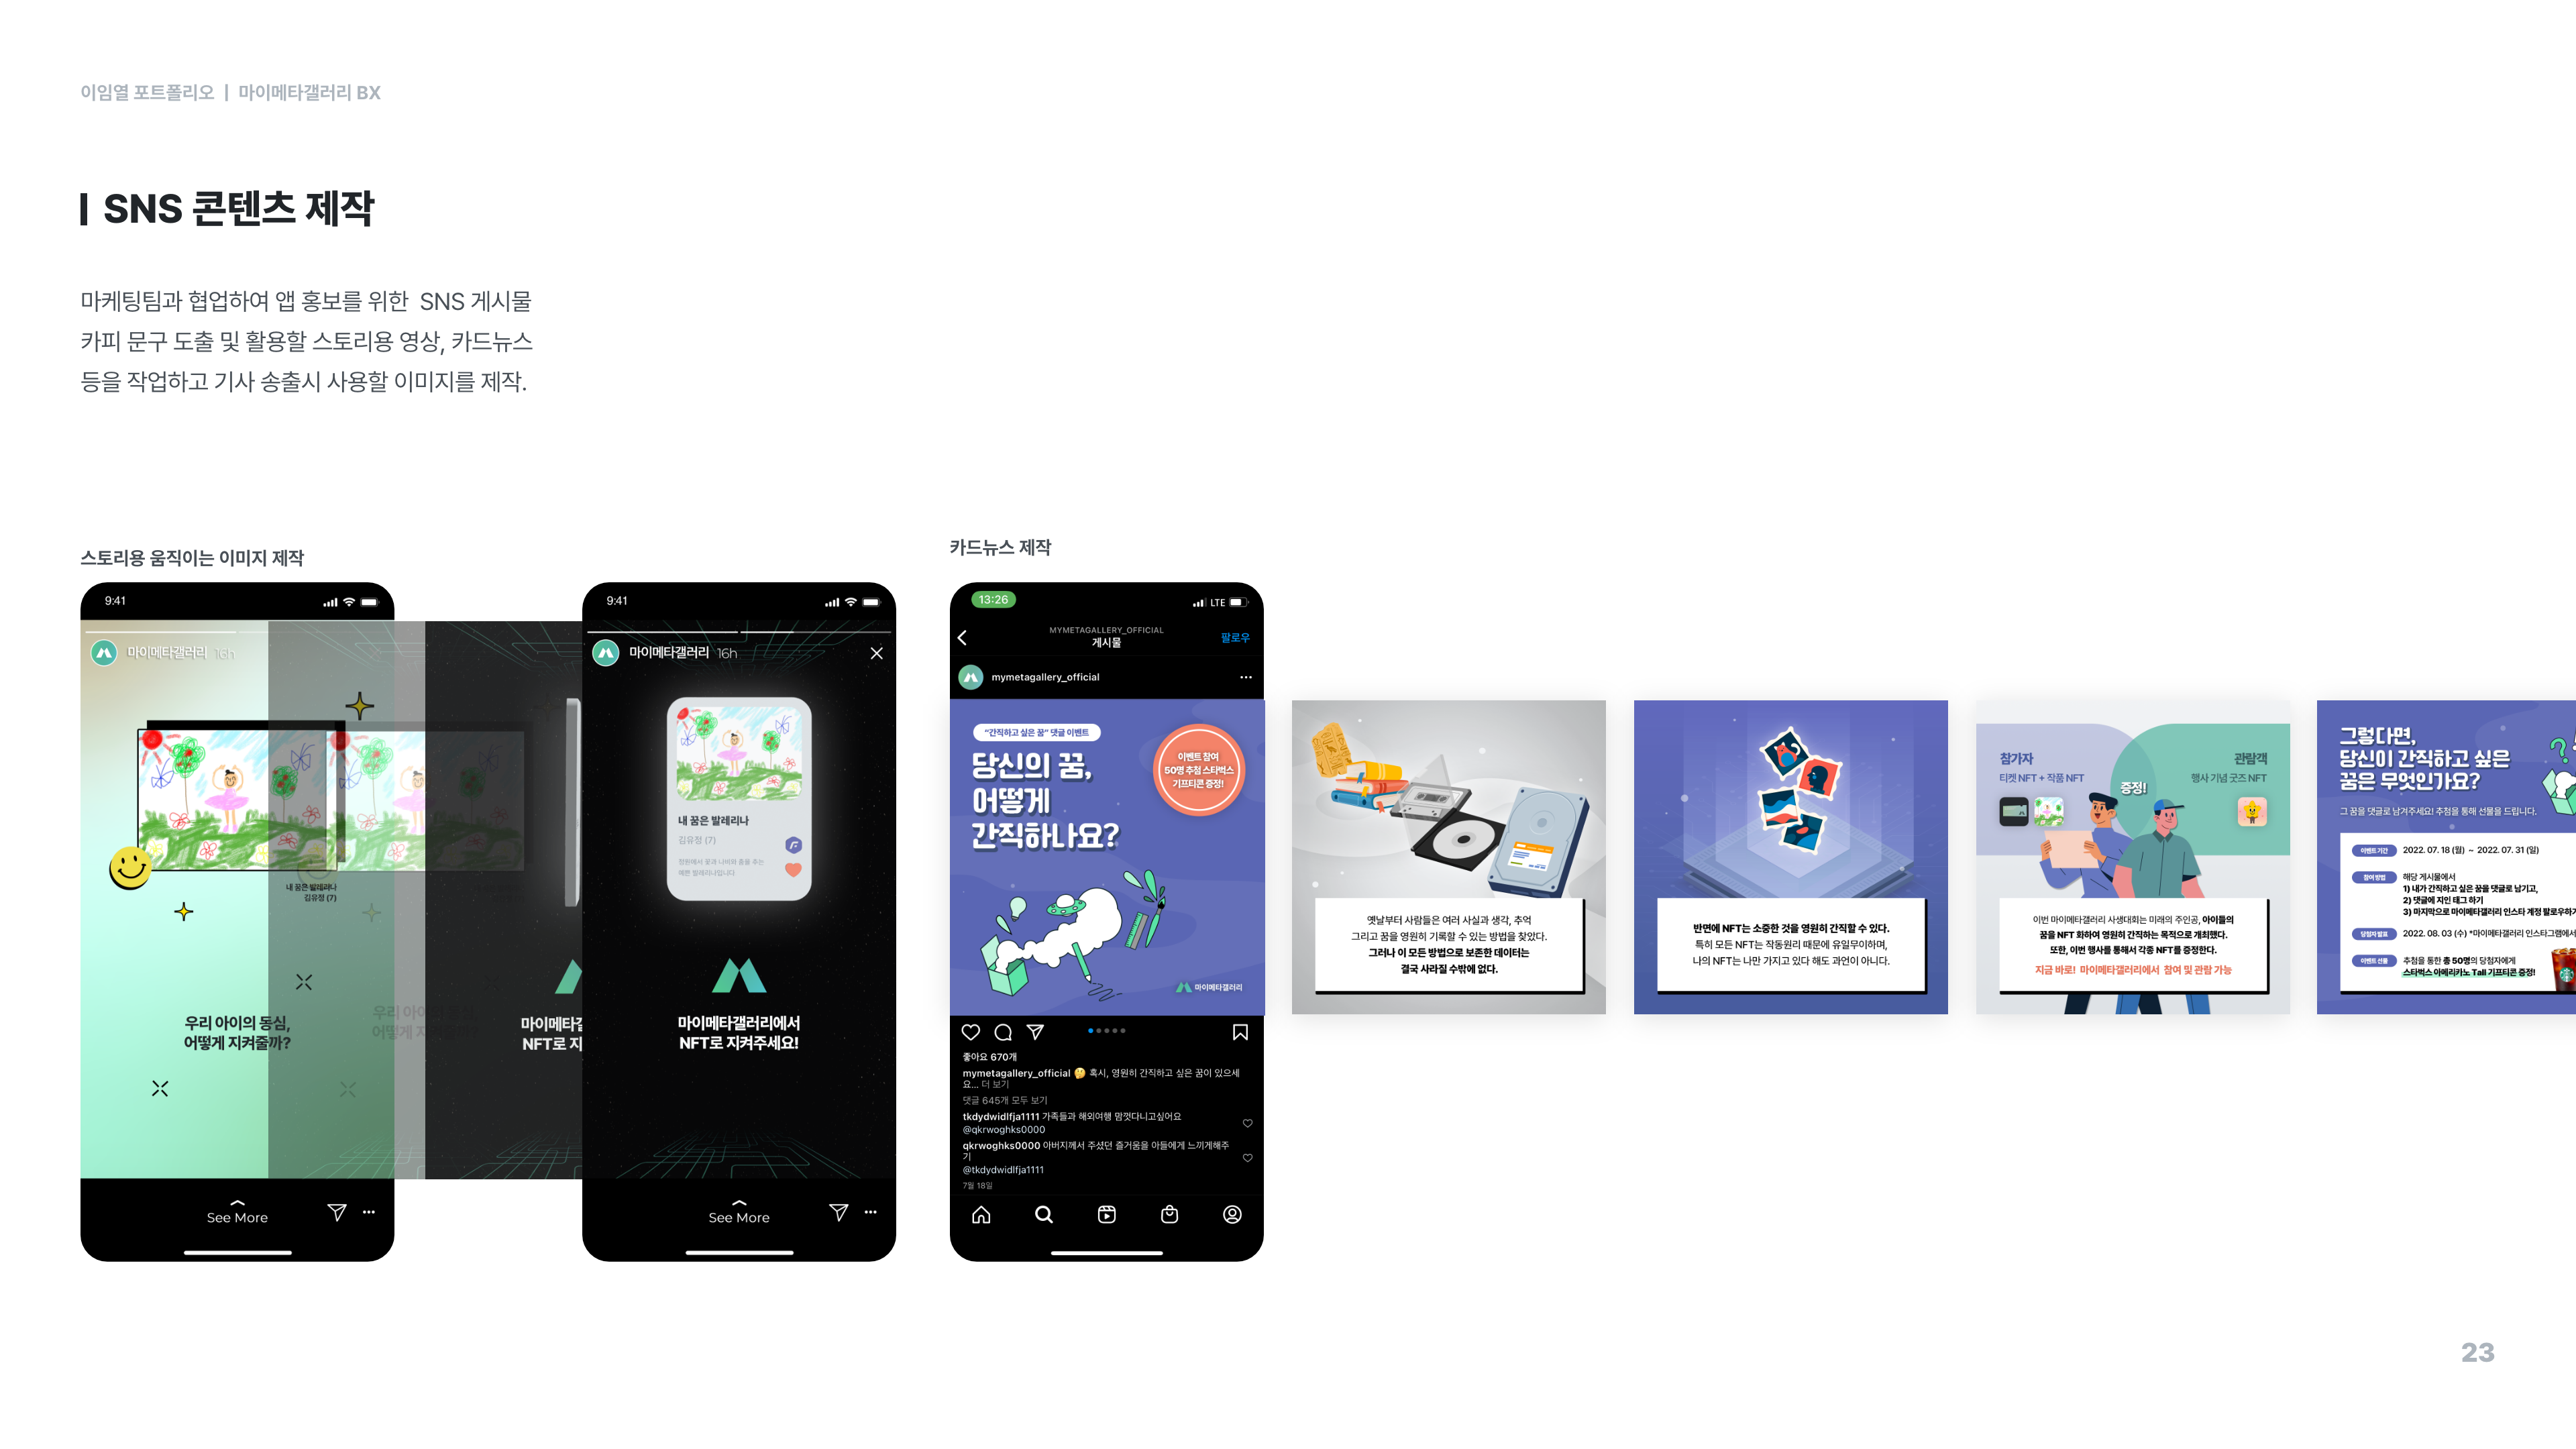 이임열 포트폴리오 | 마이메타갤러리 BX
SNS 콘텐츠 제작
마케팅팀과 협업하여 앱 홍보를 위한 SNS 게시물
카피 문구 도출 및 활용할 스토리용 영상, 카드뉴스
등을 작업하고 기사 송출시 사용할 이미지를 제작.
스토리용 움직이는 이미지 제작
9:41
마이메타갤러리 16h
내 꿈은 발레리나
김유정 (7)
우리 아이의 동심,
어떻게 지켜줄까?
See More
우리 아이
어떻게 지
마이메타갤
NFT로 지
9:41
마이메타갤러리 16h
내 꿈은 발레리나
김유정 (7)
정원에서 꽃과 나비와 춤을 추는
예쁜 발레리나입니다
마이메타갤러리에서
NFT로 지켜주세요!
See More
카드뉴스 제작
13:26
LTE
MYMETAGALLERY_OFFICIAL
게시물
팔로우
mymetagallery_official
"간직하고 싶은 꿈" 댓글 이벤트
당신의 꿈,
어떻게
간직하나요?
이벤트 참여
50명 추첨 스타벅스
기프티콘 증정!
마이메타갤러리
좋아요 670개
mymetagallery_official 🤔 혹시, 영원히 간직하고 싶은 꿈이 있으세
요... 더 보기
댓글 645개 모두 보기
tkdydwidlfja1111 가족들과 해외여행 맘껏다니고싶어요
@qkrwoghks0000
qkrwoghks0000 아버지께서 주셨던 즐거움을 아들에게 느끼게해주
기
@tkdydwidlfja1111
7월 18일
옛날부터 사람들은 여러 사실과 생각, 추억
그리고 꿈을 영원히 기록할 수 있는 방법을 찾았다.
그러나 이 모든 방법으로 보존한 데이터는
결국 사라질 수밖에 없다.
반면에 NFT는 소중한 것을 영원히 간직할 수 있다.
특히 모든 NFT는 작동원리 때문에 유일무이하며,
나의 NFT는 나만 가지고 있다 해도 과언이 아니다.
참가자
티켓 NFT + 작품 NFT
증정!
관람객
행사 기념 굿즈 NFT
이번 마이메타갤러리 사생대회는 미래의 주인공, 아이들의
꿈을 NFT 화하여 영원히 간직하는 목적으로 개최했다.
또한, 이번 행사를 통해서 각종 NFT를 증정한다.
지금 바로! 마이메타갤러리에서 참여 및 관람 가능
그렇다면,
당신이 간직하고 싶은
꿈은 무엇인가요?
그 꿈을 댓글로 남겨주세요! 추첨을 통해 선물을 드립니다.
이벤트 기간 2022. 07. 18 (월) ~ 2022. 07. 31 (일)
참여 방법 해당 게시물에서
1) 내가 간직하고 싶은 꿈을 댓글로 남기고,
2) 댓글에 지인 태그 하기
3) 마지막으로 마이메타갤러리 인스타 계정 팔로우하기
당첨자 발표 2022. 08. 03 (수) *마이메타갤러리 인스타그램에서
이벤트 선물 추첨을 통한 총 50명의 당첨자에게
스타벅스 아메리카노 Tall 기프티콘 증정!
23